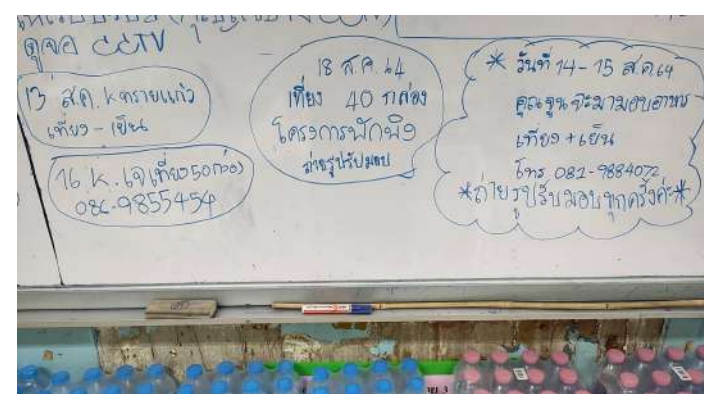 ดูจอ CCTV
13 ส.ค. K ทรายแก้ว
เที่ยง - เย็น
16 K. เจ เที่ยง 50 กล่อง
086-9855454
18 ส.ค. 64
เที่ยง 40 กล่อง
โครงการพักพิง
ถ่ายรูปรับมอบ
* วันที่ 14-15 ส.ค. 64
คุณจูน จะมามอบอาหาร
เที่ยง + เย็น
โทร 081-9884072
*ถ่ายรูปรับมอบทุกครั้งค่ะ*